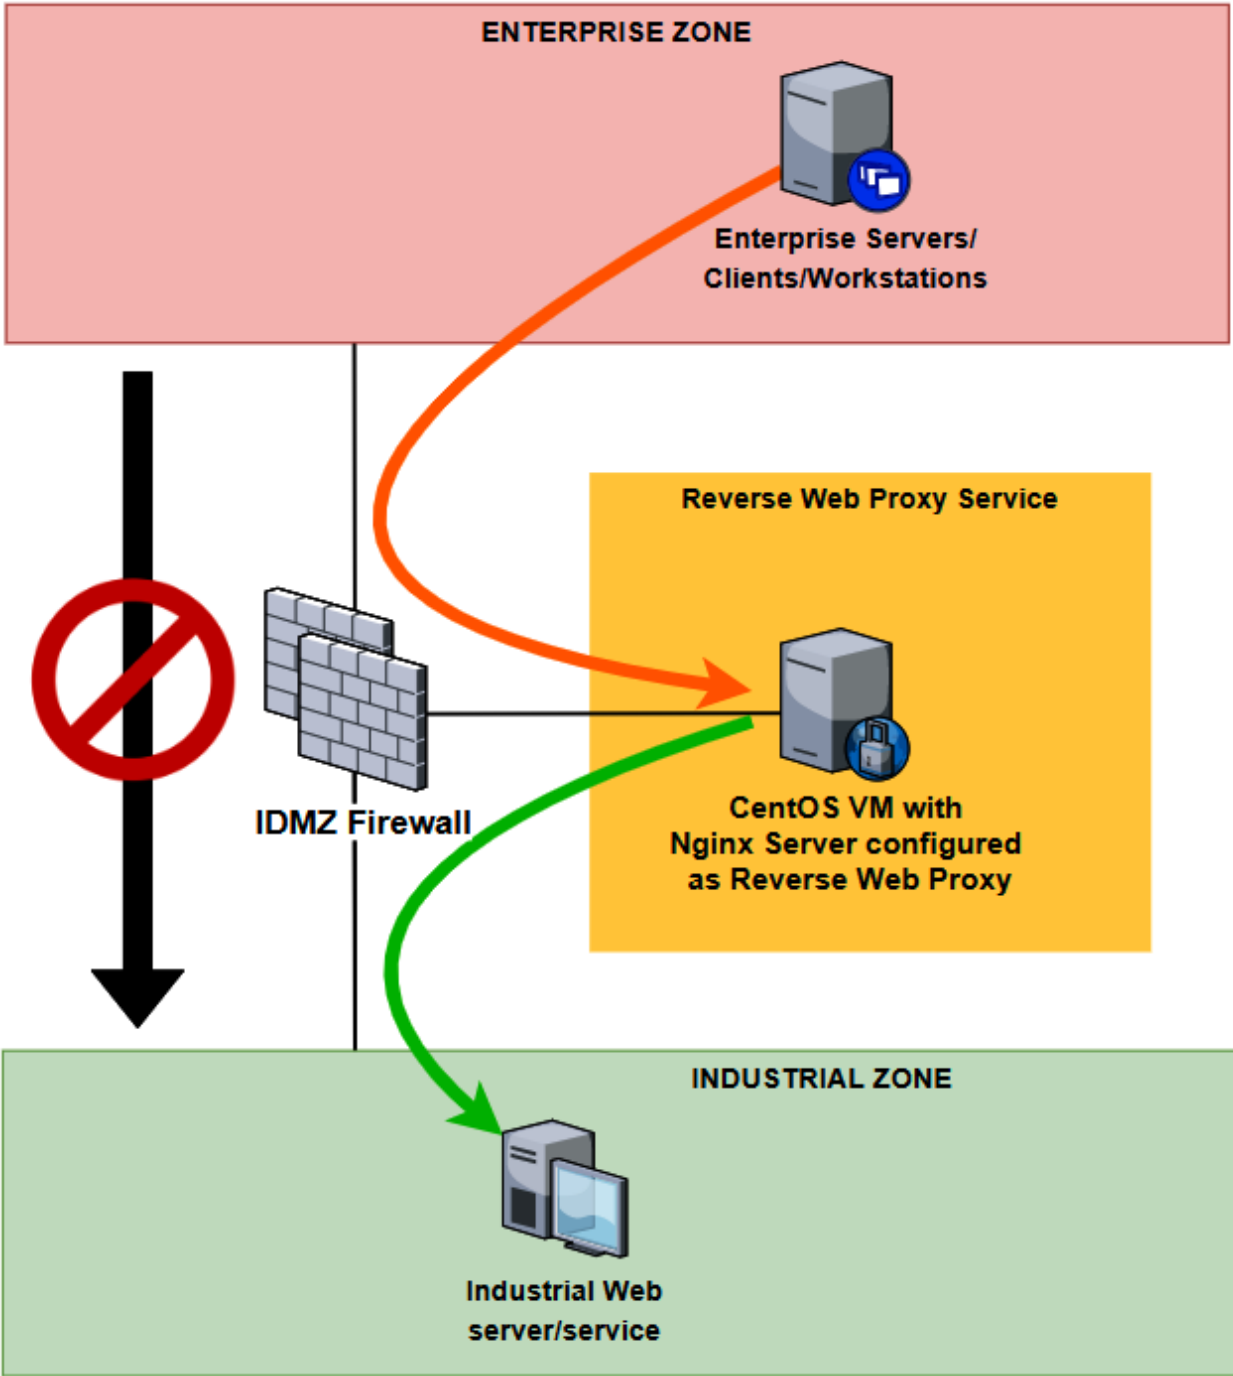 ENTERPRISE ZONE
Enterprise Servers/
Clients/Workstations
Reverse Web Proxy Service
IDMZ Firewall
CentOS VM with
Nginx Server configured
as Reverse Web Proxy
INDUSTRIAL ZONE
Industrial Web
server/service